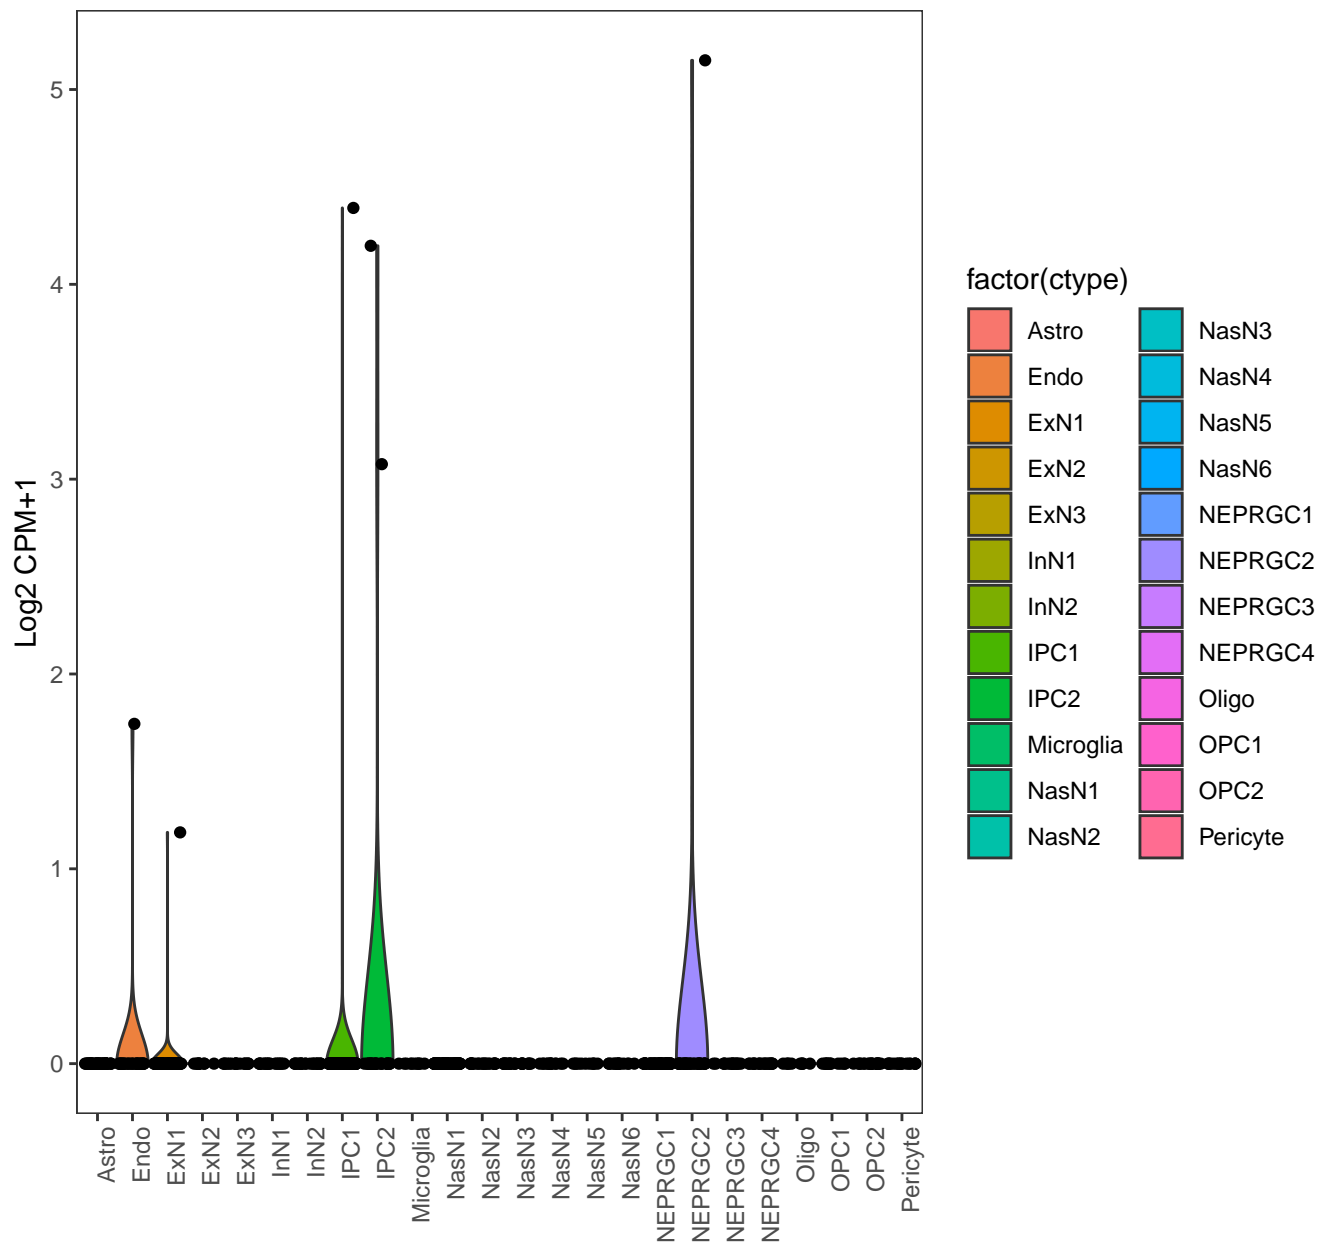 5
4
3
2
1
0
Log2 CPM+1
Astro
Endo
ExN1
ExN2
ExN3
InN1
InN2
IPC1
IPC2
Microglia
NasN1
NasN2
NasN3
NasN4
NasN5
NasN6
NEPRGC1
NEPRGC2
NEPRGC3
NEPRGC4
Oligo
OPC1
OPC2
Pericyte
factor(ctype)
Astro
Endo
ExN1
ExN2
ExN3
InN1
InN2
IPC1
IPC2
Microglia
NasN1
NasN2
NasN3
NasN4
NasN5
NasN6
NEPRGC1
NEPRGC2
NEPRGC3
NEPRGC4
Oligo
OPC1
OPC2
Pericyte